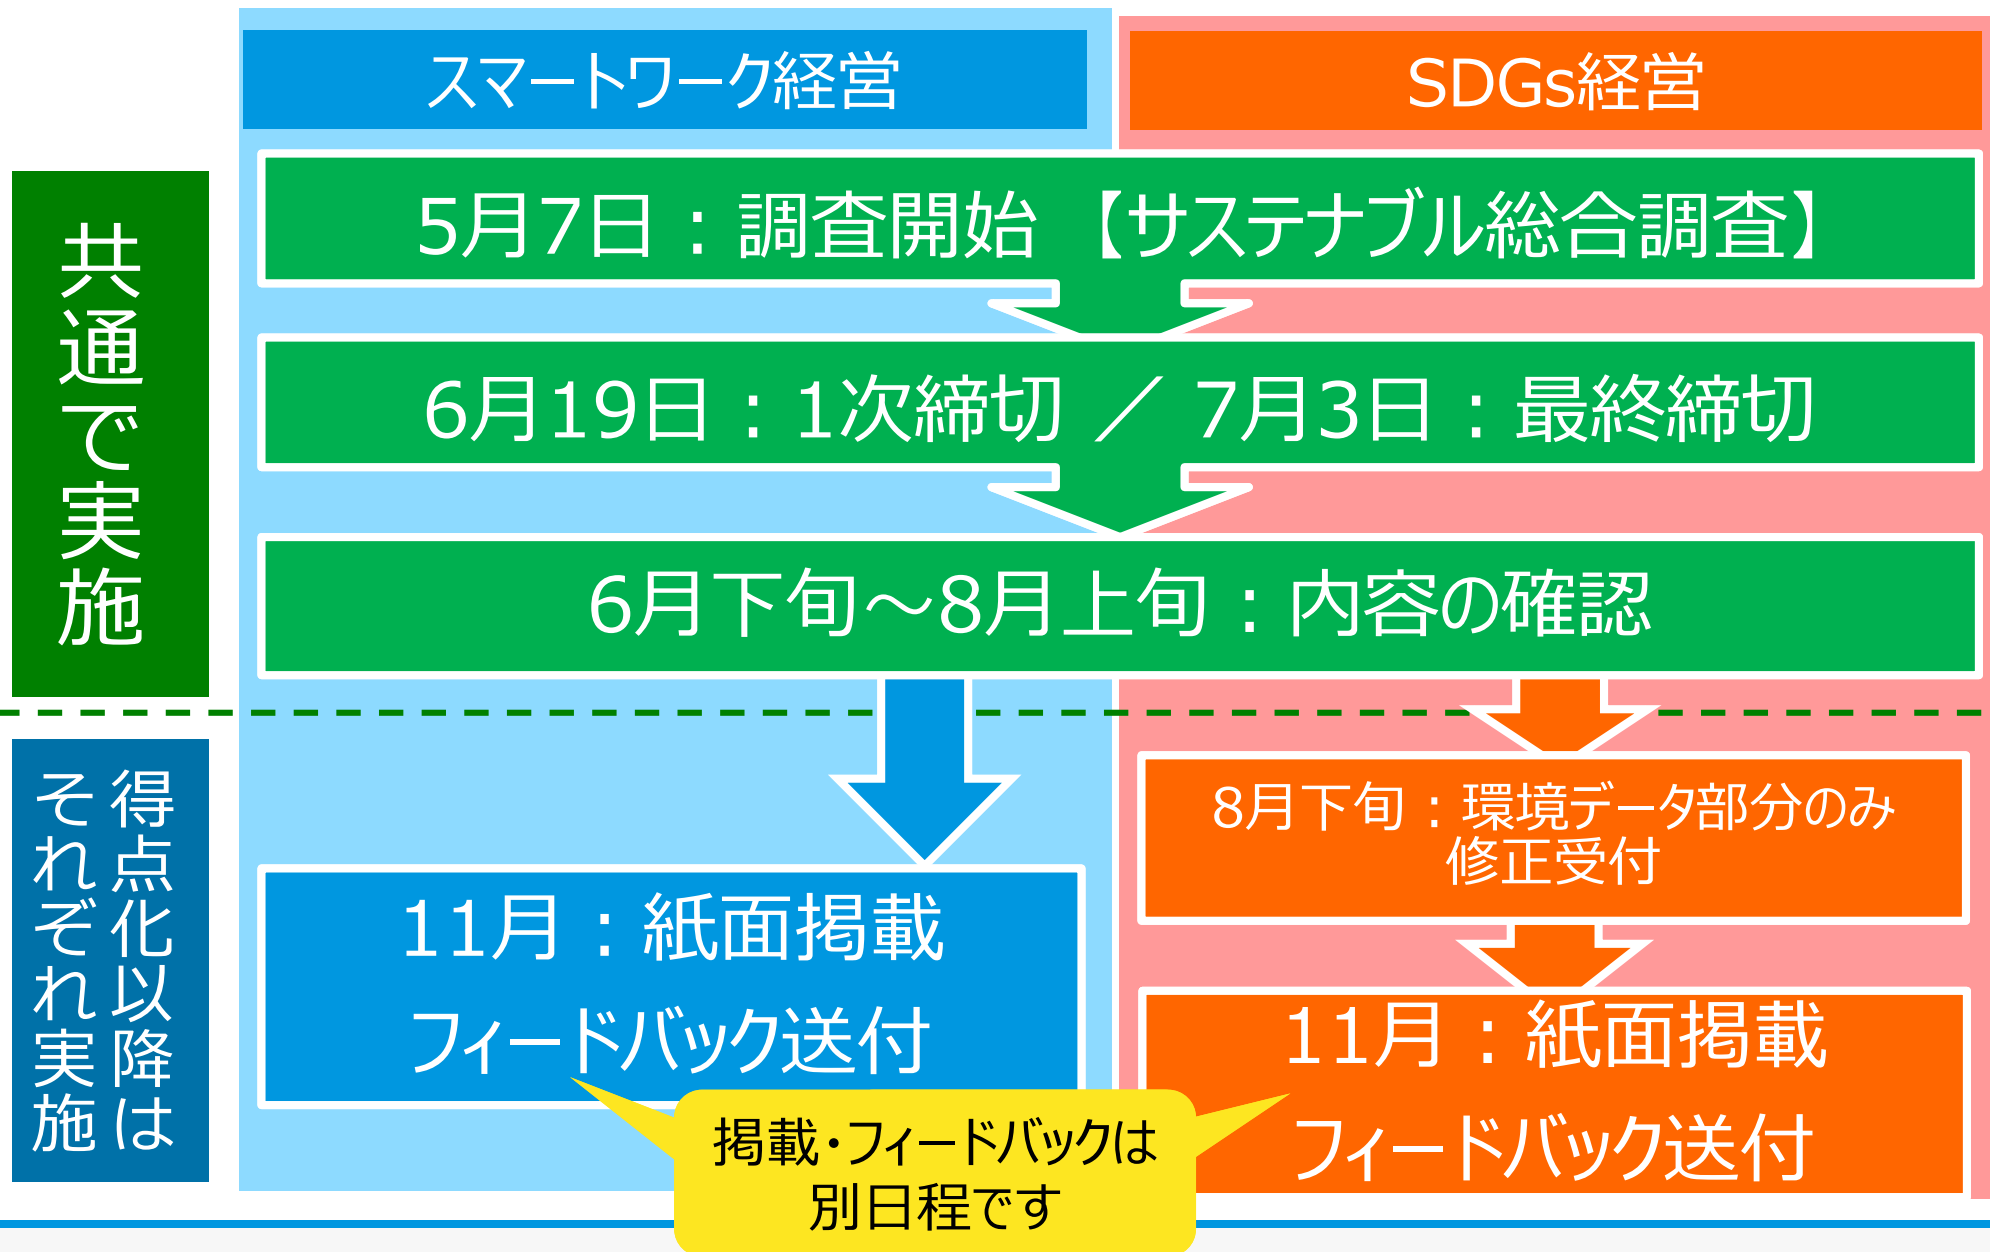 スマートワーク経営
SDGs経営
共通で実施
5月7日：調査開始 【サステナブル総合調査】
6月19日：1次締切 ／ 7月3日：最終締切
6月下旬～8月上旬：内容の確認
得点化以降は
それぞれ実施
11月：紙面掲載
フィードバック送付
8月下旬：環境データ部分のみ
修正受付
11月：紙面掲載
フィードバック送付
掲載・フィードバックは
別日程です